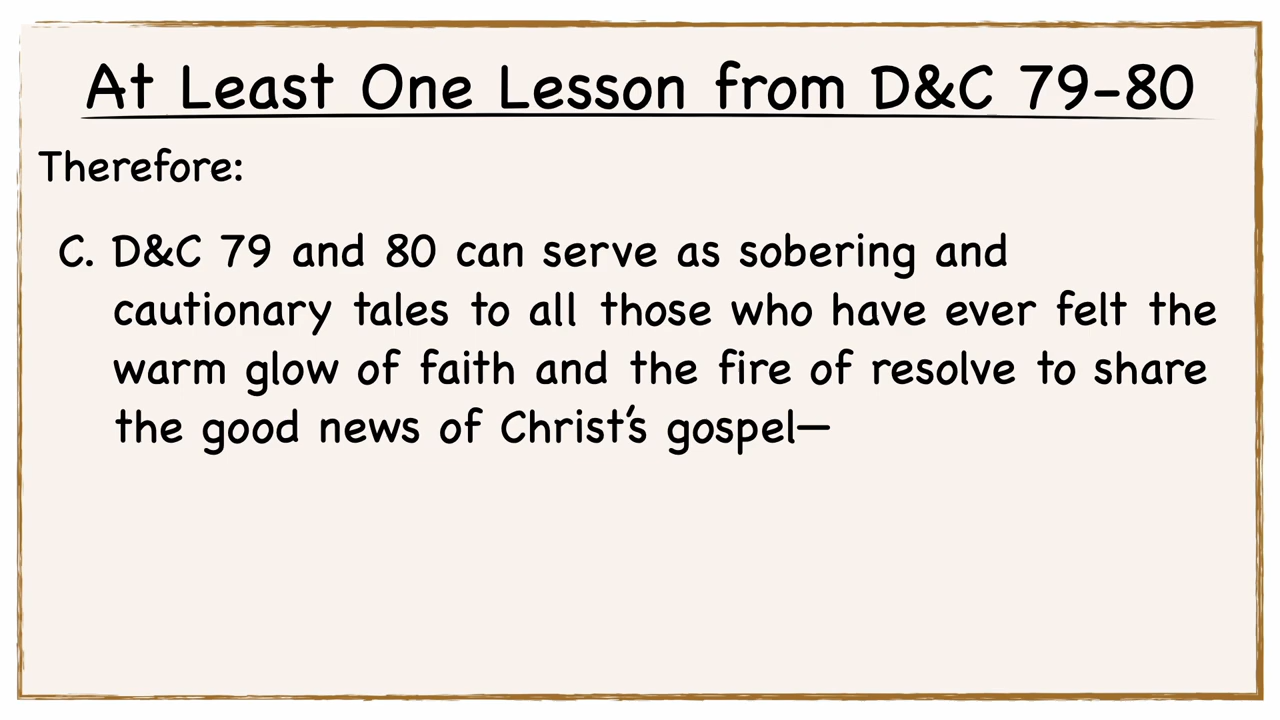 At Least One Lesson from D&C 79-80
Therefore:
C. D&C 79 and 80 can serve as sobering and
cautionary tales to all those who have ever felt the
warm glow of faith and the fire of resolve to share
the good news of Christ's gospel—